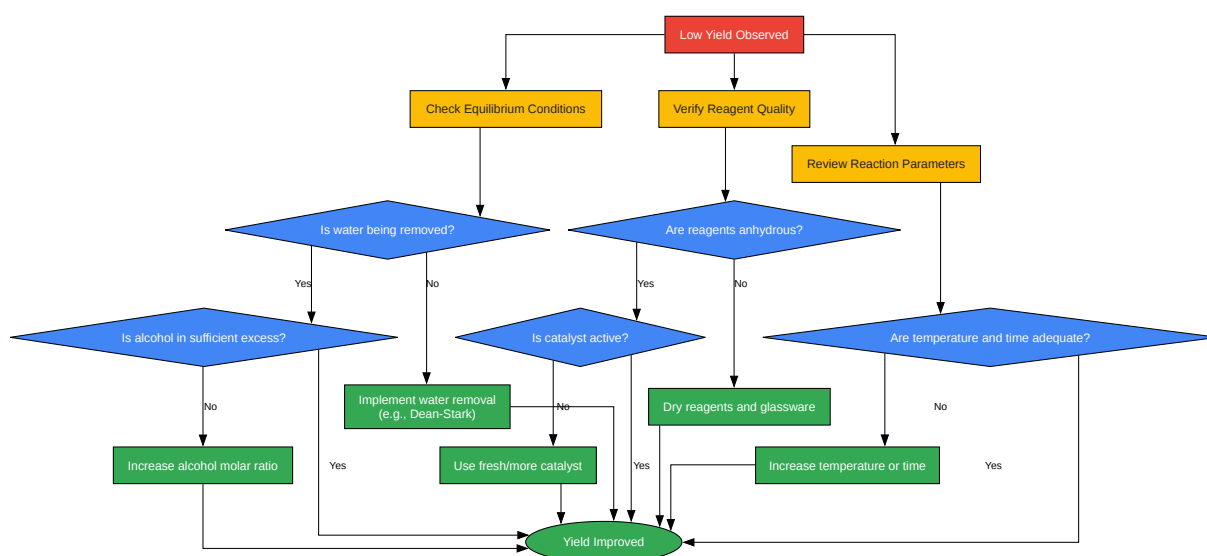 Low Yield Observed
Check Equilibrium Conditions
Verify Reagent Quality
Review Reaction Parameters
Is water being removed?
Are reagents anhydrous?
Yes
No
Yes
No
Is alcohol in sufficient excess?
Is catalyst active?
Are temperature and time adequate?
Implement water removal
(e.g., Dean-Stark)
No
No
Dry reagents and glassware
No
Increase alcohol molar ratio
Yes
Use fresh/more catalyst
Yes
Increase temperature or time
Yes
Yield Improved